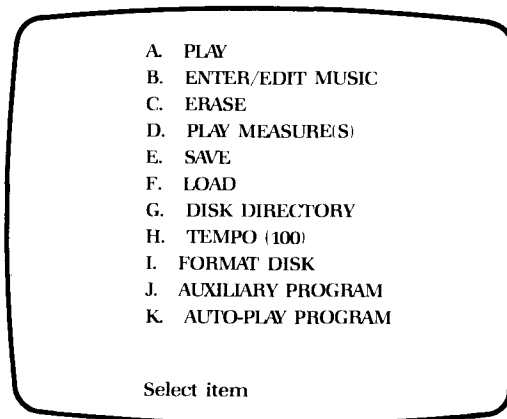 A. PLAY
B. ENTER/EDIT MUSIC
C. ERASE
D. PLAY MEASURE(S)
E. SAVE
F. LOAD
G. DISK DIRECTORY
H. TEMPO (100)
I. FORMAT DISK
J. AUXILIARY PROGRAM
K. AUTO-PLAY PROGRAM
Select item